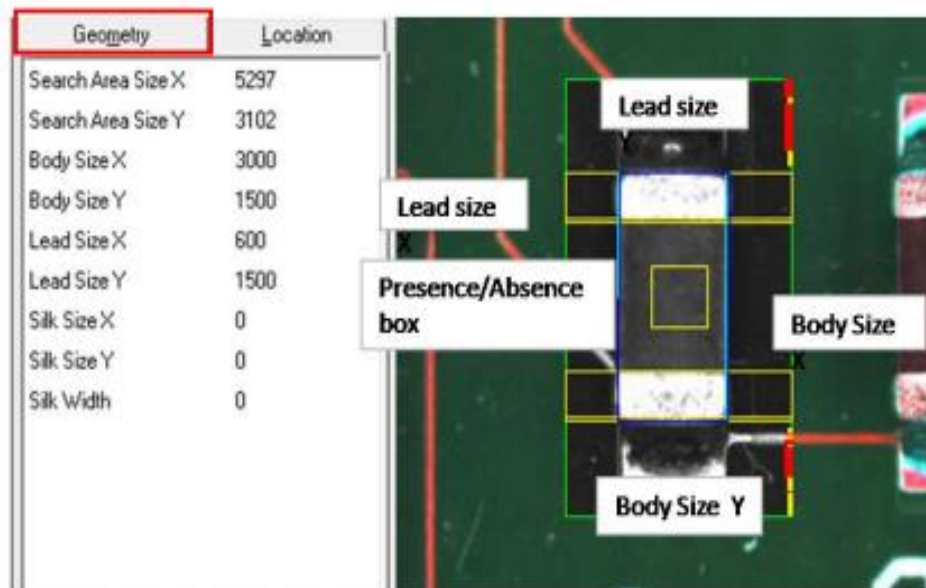 Geometry
Location
Search Area Size X 5297
Search Area Size Y 3102
Body Size X 3000
Body Size Y 1500
Lead Size X 600
Lead Size Y 1500
Silk Size X 0
Silk Size Y 0
Silk Width 0
Lead size
Y
Lead size
X
Presence/Absence
box
Body Size
X
Body Size Y